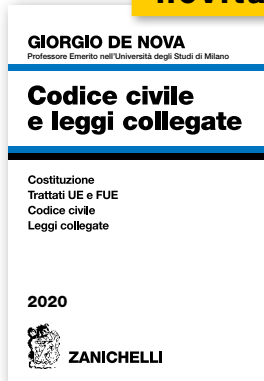 GIORGIO DE NOVA
Professore Emerito nell'Università degli Studi di Milano
Codice civile
e leggi collegate
Costituzione
Trattati UE e FUE
Codice civile
Leggi collegate
2020
ZANICHELLI